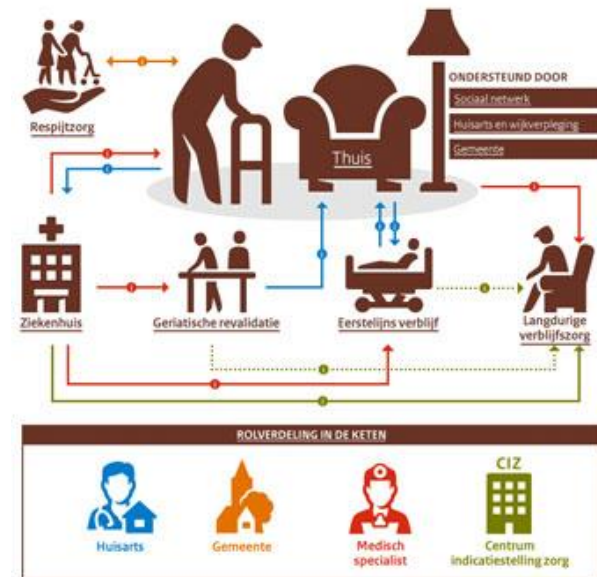 ONDERSTEUND DOOR
Sociaal netwerk
Huisarts en wijkverpleging
Gemeente
Respijtzorg
Thuis
Ziekenhuis
Geriatische revalidatie
Eerstelijns verblijf
Langdurige
verblijfszorg
ROLVERDELING IN DE KETEN
Huisarts
Gemeente
Medisch
specialist
CIZ
Centrum
indicatiestelling zorg